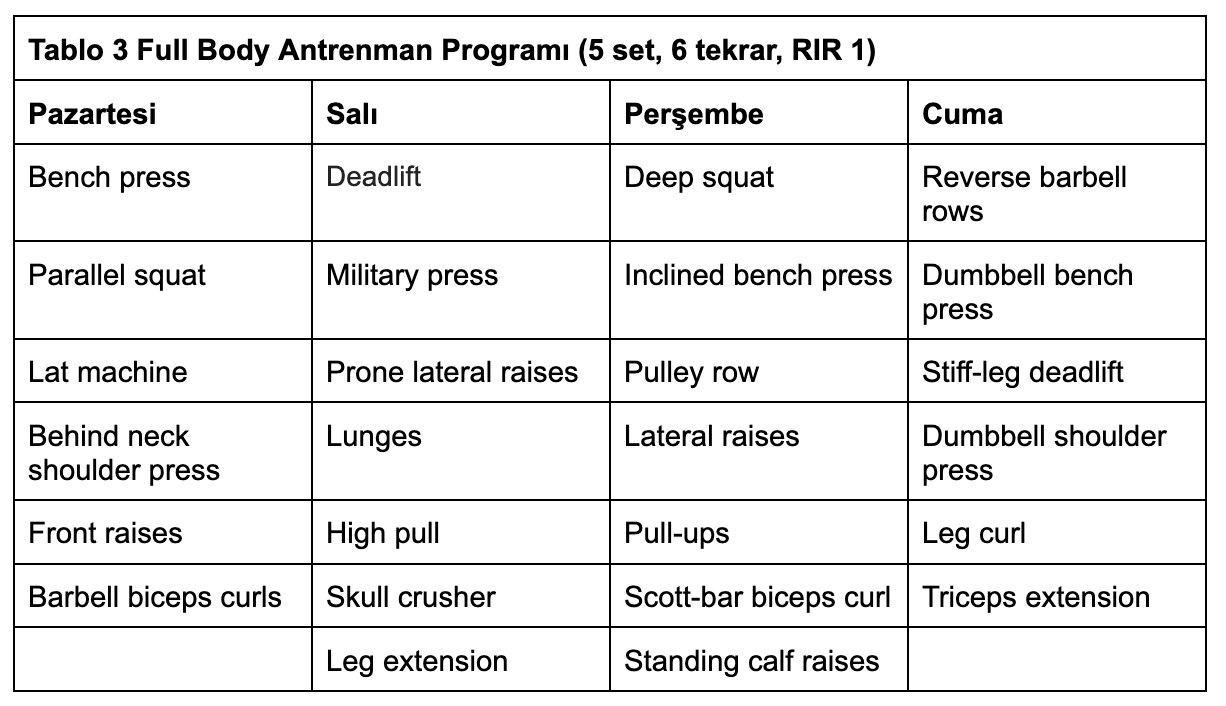 Tablo 3 Full Body Antrenman Programı (5 set, 6 tekrar, RIR 1)
Pazartesi Salı Perşembe Cuma
Bench press Deadlift Deep squat Reverse barbell
rows
Parallel squat Military press Inclined bench press Dumbbell bench
press
Lat machine Prone lateral raises Pulley row Stiff-leg deadlift
Behind neck Lunges Lateral raises Dumbbell shoulder
shoulder press press
Front raises High pull Pull-ups Leg curl
Barbell biceps curls Skull crusher Scott-bar biceps curl Triceps extension
Leg extension Standing calf raises